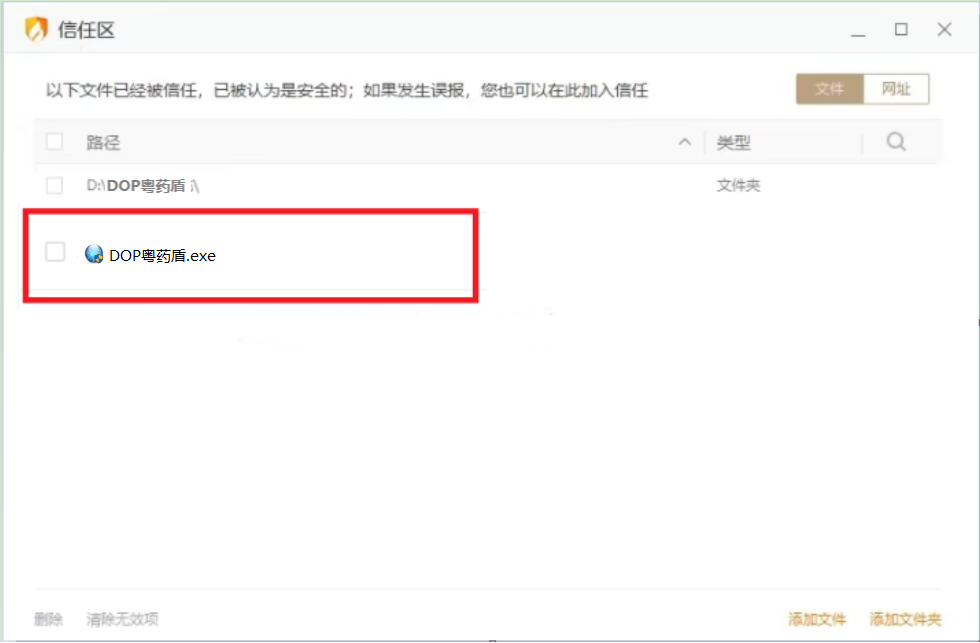 信任区
以下文件已经被信任，已被认为是安全的；如果发生误报，您也可以在此加入信任 文件 网址
路径 类型
D:\DOP粤药盾 \ 文件夹
DOP粤药盾.exe
删除 清除无效项 添加文件 添加文件夹